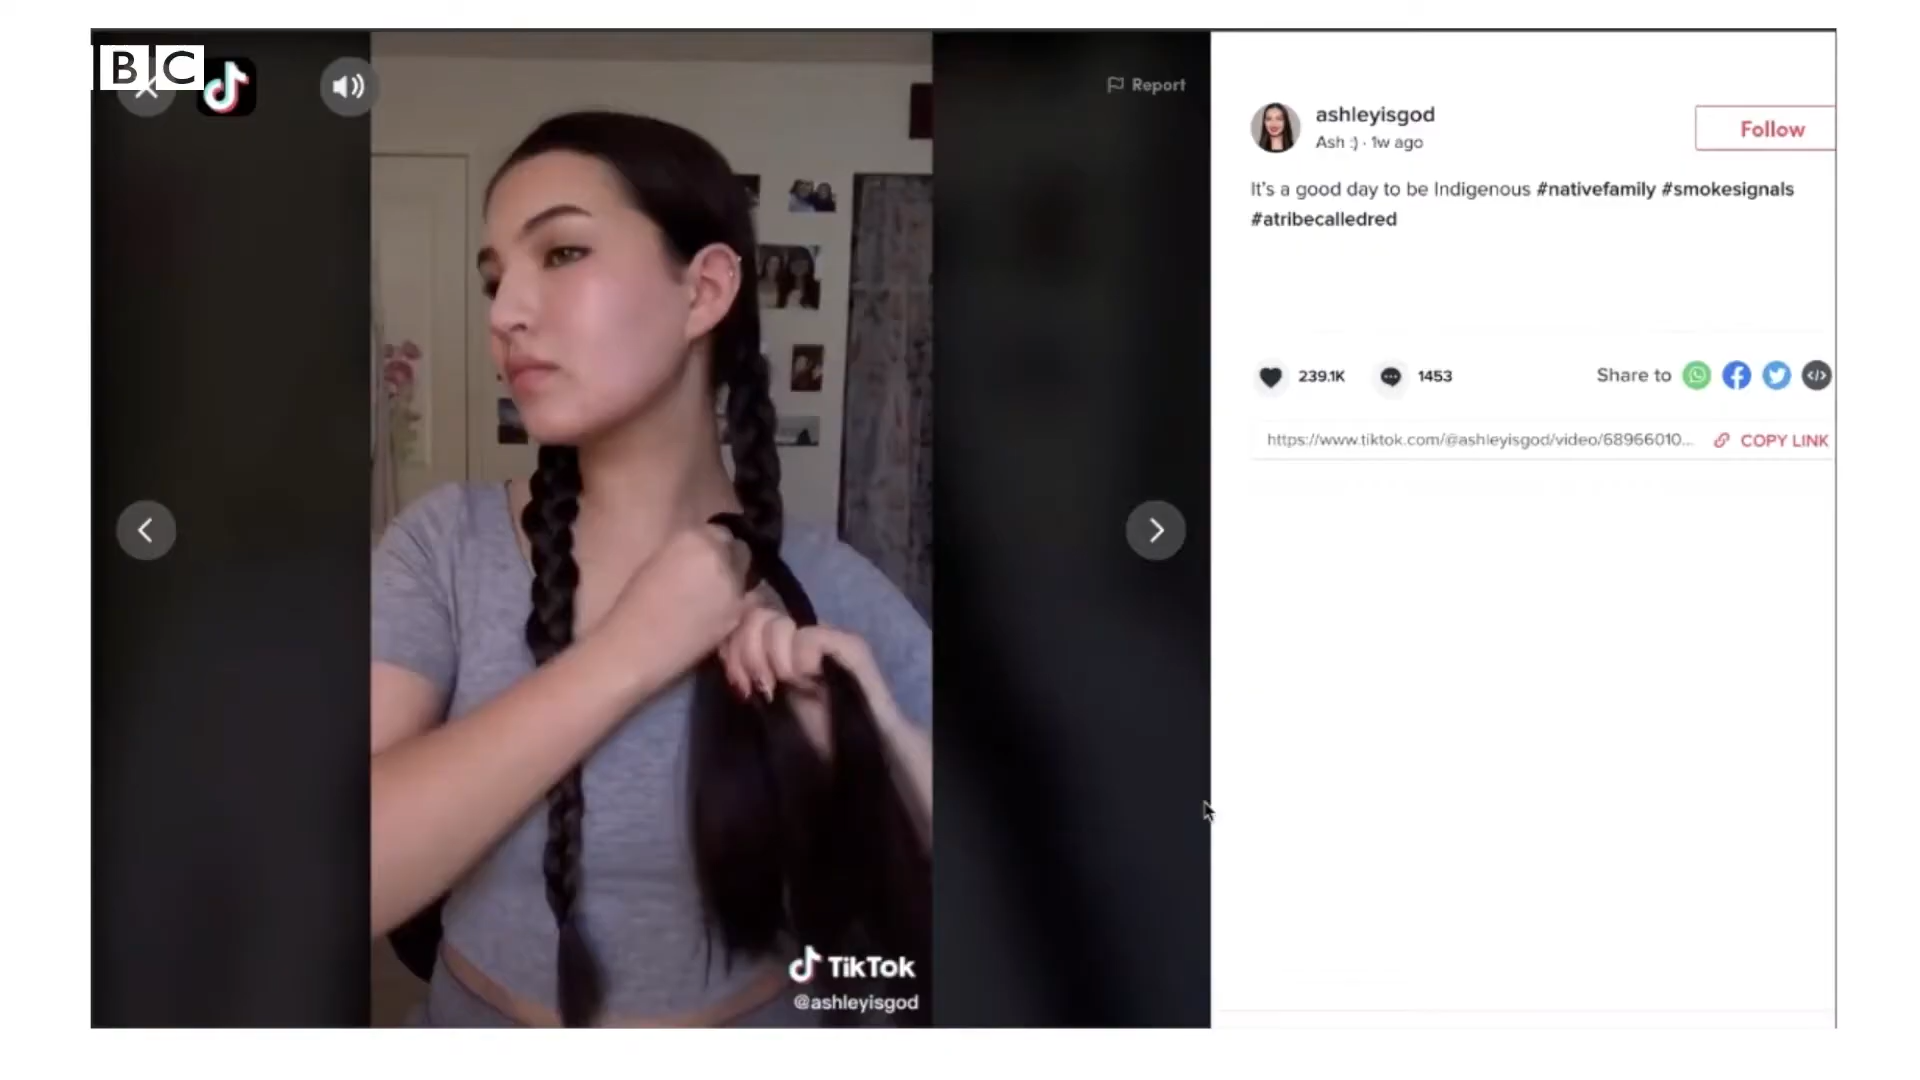 BBC
Report
ashleyisgod
Ash :) · 1w ago
Follow
It's a good day to be Indigenous #nativefamily #smokesignals
#atribecalledred
239.1K
1453
Share to
https://www.tiktok.com/@ashleyisgod/video/68966010...
COPY LINK
TikTok
@ashleyisgod